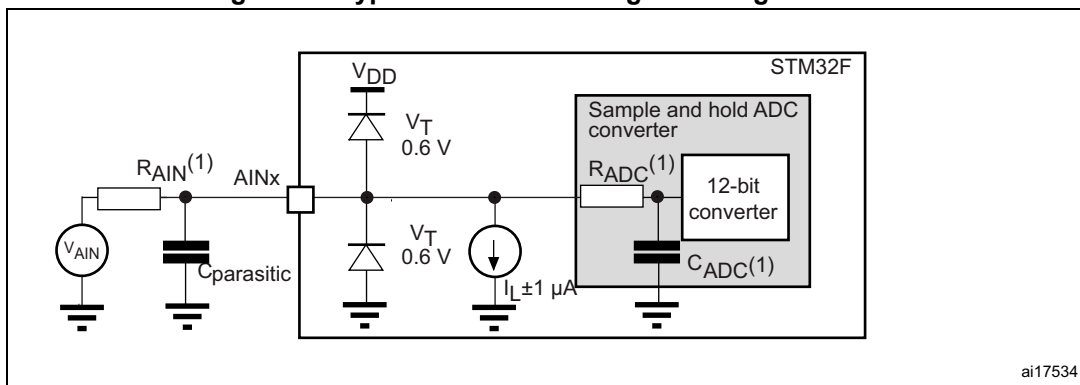 STM32F
VDD
Sample and hold ADC
converter
VT
0.6 V
RAIN(1)
AINx
RADC(1)
12-bit
converter
VAIN
VT
0.6 V
Cparasitic
IL±1 µA
CADC(1)
ai17534